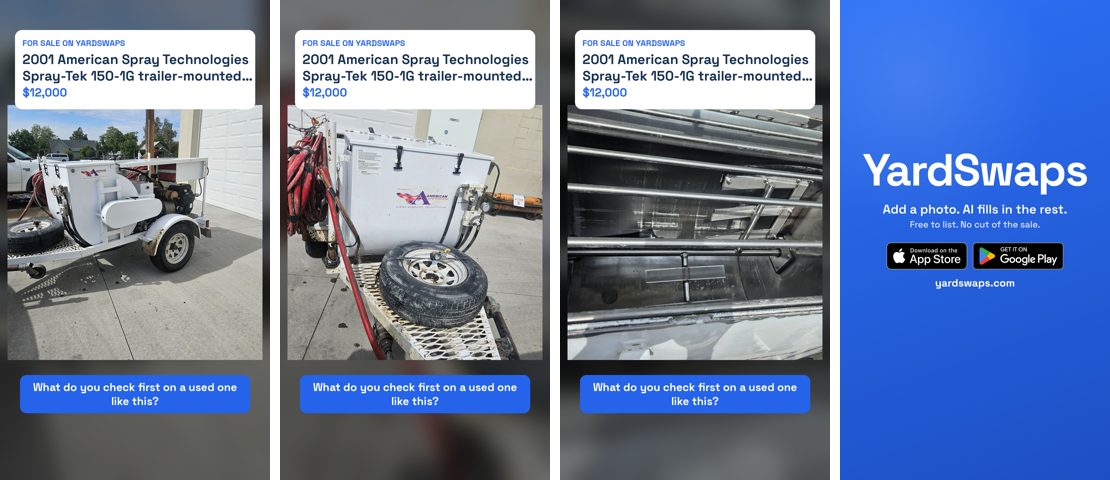 FOR SALE ON YARDSWAPS
2001 American Spray Technologies
Spray-Tek 150-1G trailer-mounted...
$12,000
What do you check first on a used one
like this?
FOR SALE ON YARDSWAPS
2001 American Spray Technologies
Spray-Tek 150-1G trailer-mounted...
$12,000
AMERICAN
What do you check first on a used one
like this?
FOR SALE ON YARDSWAPS
2001 American Spray Technologies
Spray-Tek 150-1G trailer-mounted...
$12,000
What do you check first on a used one
like this?
YardSwaps
Add a photo. AI fills in the rest.
Free to list. No cut of the sale.
Download on the
App Store
GET IT ON
Google Play
yardswaps.com